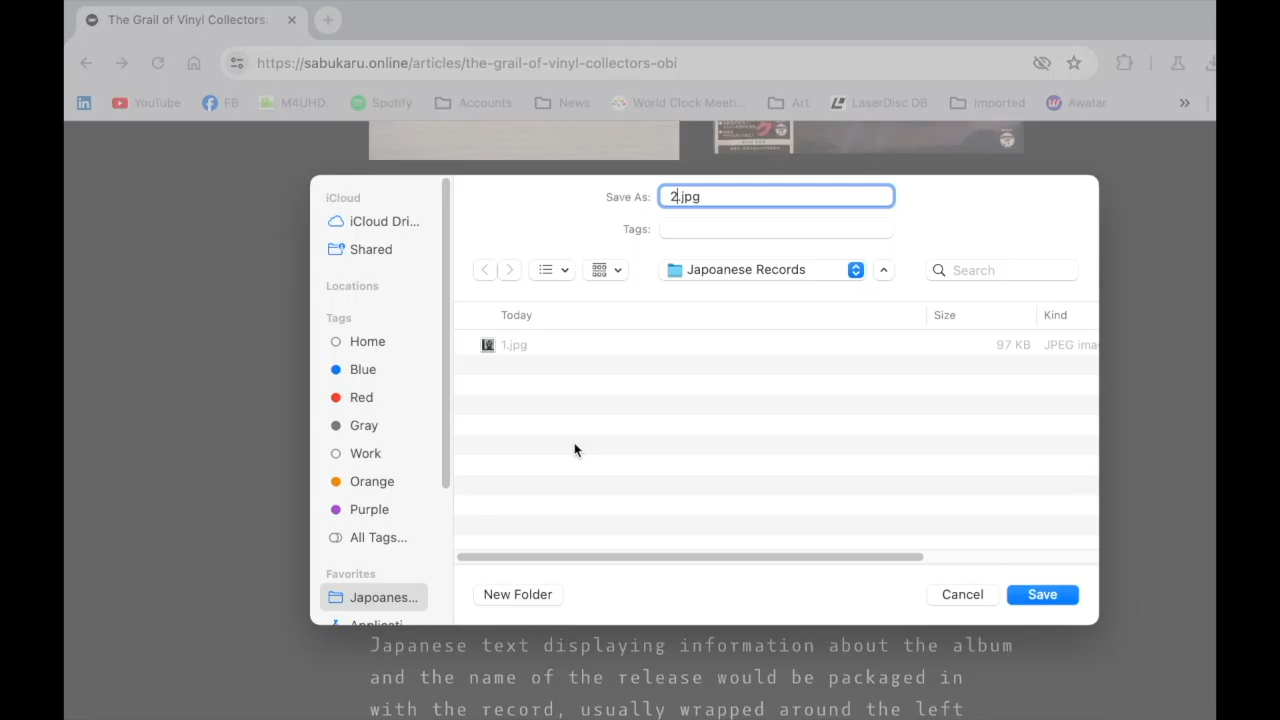 The Grail of Vinyl Collectors:
https://sabukaru.online/articles/the-grail-of-vinyl-collectors-obi
YouTube FB M4UHD. Spotify Accounts News World Clock Meeti... Art LaserDisc DB Imported Awatar »
iCloud
iCloud Dri...
Shared
Locations
Tags
Home
Blue
Red
Gray
Work
Orange
Purple
All Tags...
Favorites
Japoanes...
Applicati
Save As: 2.jpg
Tags:
Japoanese Records
Search
Today Size Kind
1.jpg 97 KB JPEG ima
New Folder
Cancel
Save
Japanese text displaying information about the album
and the name of the release would be packaged in
with the record, usually wrapped around the left